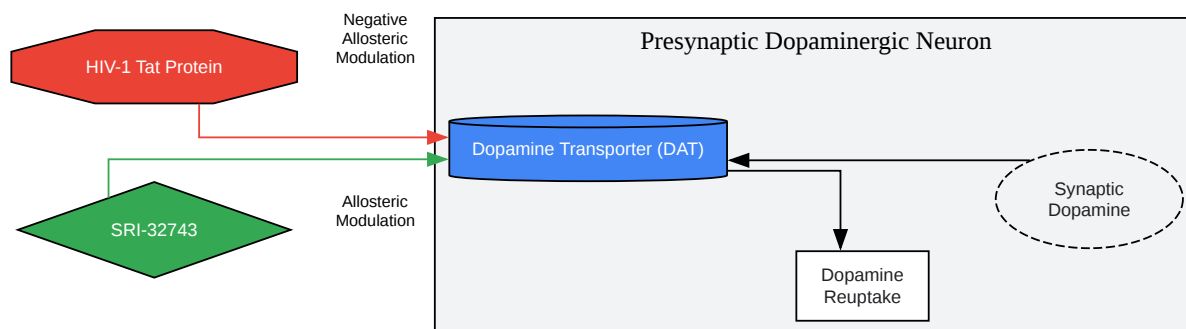 Negative
Allosteric
Modulation
Presynaptic Dopaminergic Neuron
HIV-1 Tat Protein
Dopamine Transporter (DAT)
Synaptic
Dopamine
Allosteric
Modulation
SRI-32743
Dopamine
Reuptake